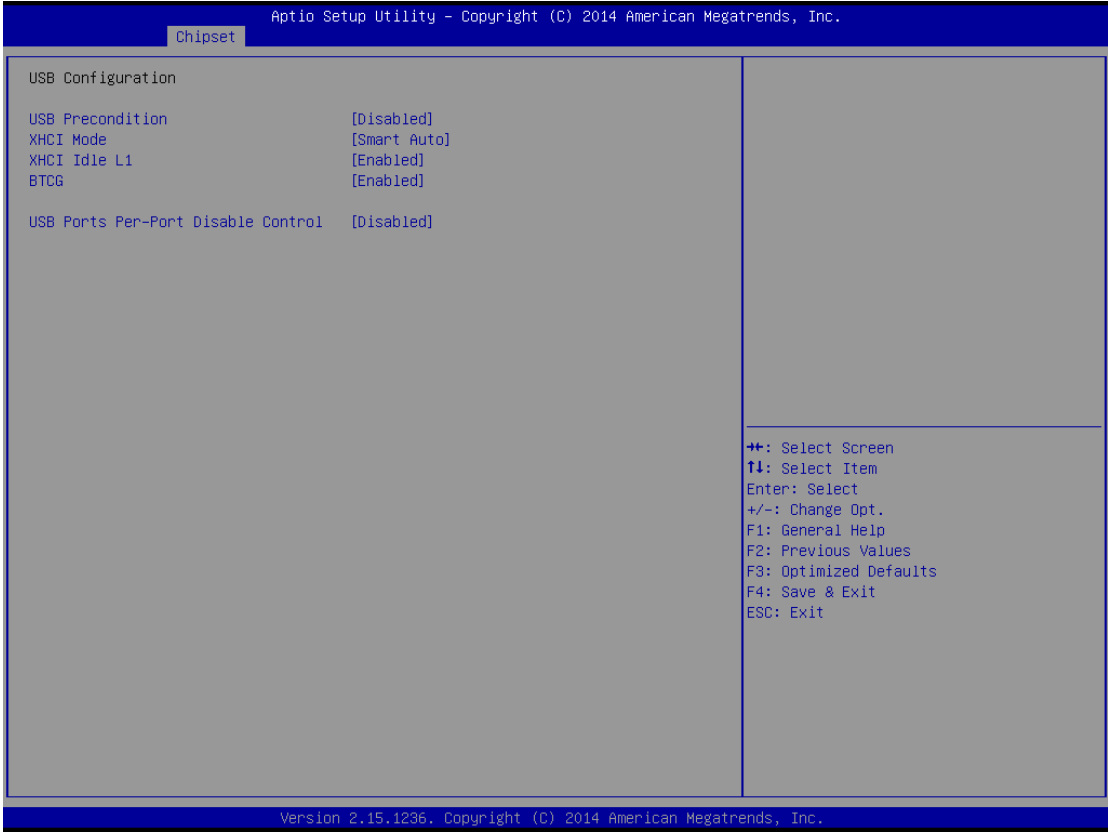 Aptio Setup Utility – Copyright (C) 2014 American Megatrends, Inc.
Chipset
USB Configuration
USB Precondition [Disabled]
XHCI Mode [Smart Auto]
XHCI Idle L1 [Enabled]
BTCG [Enabled]
USB Ports Per-Port Disable Control [Disabled]
→←: Select Screen
↑↓: Select Item
Enter: Select
+/-: Change Opt.
F1: General Help
F2: Previous Values
F3: Optimized Defaults
F4: Save & Exit
ESC: Exit
Version 2.15.1236. Copyright (C) 2014 American Megatrends, Inc.